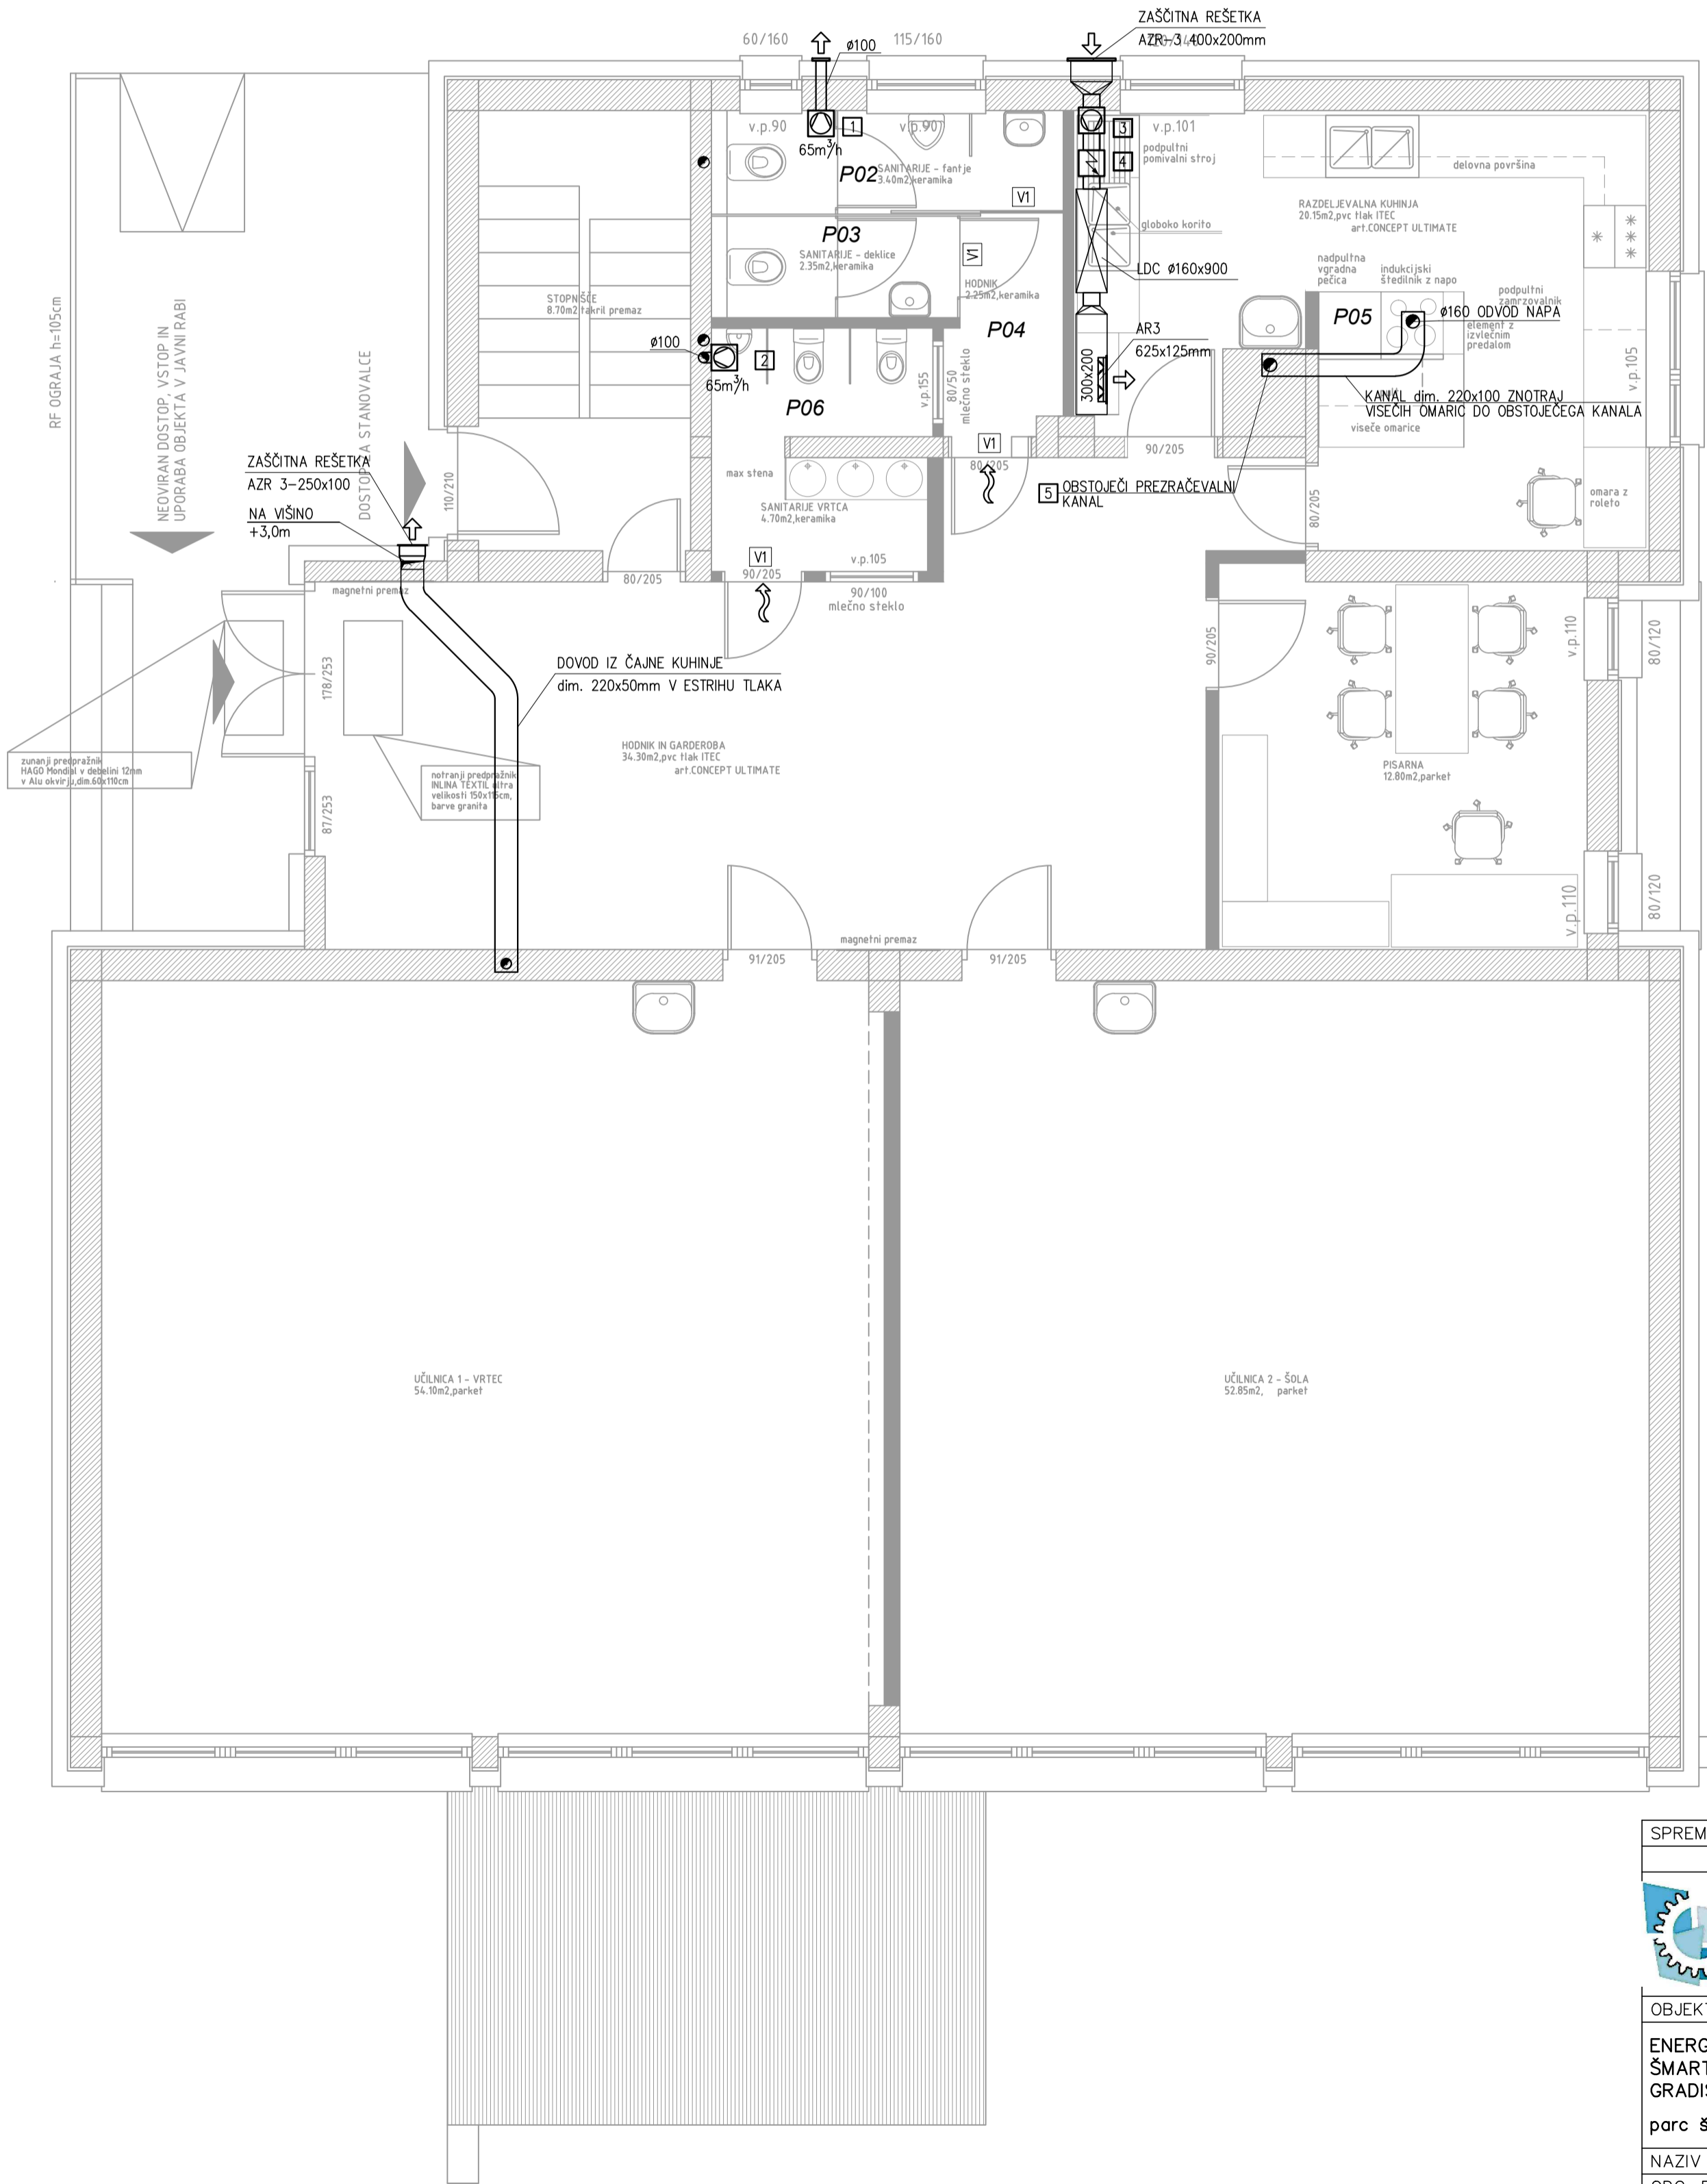 ZAŠČITNA REŠETKA
AZR-3 400x200mm
60/160
ø100
115/160
v.p.90
1
v.p.90
65m³/h
P02
SANITARIJE - fantje
3.40m2,keramika
V1
3
v.p.101
4
podpultni
pomivalni stroj
delovna površina
RAZDELJEVALNA KUHINJA
20.15m2,pvc tlak ITEC
art.CONCEPT ULTIMATE
globoko korito
LDC ø160x900
P03
SANITARIJE - deklice
2.35m2,keramika
V1
HODNIK
2.25m2,keramika
P04
STOPNIŠČE
8.70m2
premaz
nadpultna
vgradna
pečica
indukcijski
štedilnik z napo
podpultni
zamrzovalnik
P05
ø160 ODVOD NAPA
element z
izvlečnim
predalom
v.p.105
AR3
625x125mm
300x200
KANAL dim. 220x100 ZNOTRAJ
VISEČIH OMARIC DO OBSTOJEČEGA KANALA
viseče omarice
ø100
2
65m³/h
P06
v.p.155
80/50
mlečno steklo
V1
80/205
90/205
RF OGRAJA h=105cm
NEOVIRAN DOSTOP, VSTOP IN
UPORABA OBJEKTA V JAVNI RABI
DOSTOP ZA STANOVALCE
110/210
ZAŠČITNA REŠETKA
AZR 3-250x100
NA VIŠINO
+3,0m
max stena
SANITARIJE VRTCA
4.70m2,keramika
5
OBSTOJEČI PREZRAČEVALNI
KANAL
80/205
omara z
roleto
V1
90/205
v.p.105
80/205
90/100
mlečno steklo
magnetni premaz
178/253
DOVOD IZ ČAJNE KUHINJE
dim. 220x50mm V ESTRIHU TLAKA
90/205
v.p.110
80/120
HODNIK IN GARDEROBA
34.30m2,pvc tlak ITEC
art.CONCEPT ULTIMATE
PISARNA
12.80m2,parket
zunanji predpražnik
HAGO Mondial v debelini 12mm
v Alu okvirju,dim.60x110cm
notranji predpražnik
INLINA TEXTIL ultra
velikosti 150x115cm,
barve granita
87/253
v.p.110
80/120
magnetni premaz
91/205
91/205
UČILNICA 1 - VRTEC
54.10m2,parket
UČILNICA 2 - ŠOLA
52.85m2, parket
SPREM
OBJEKT
ENERG
ŠMART
GRADIŠ
parc š
NAZIV